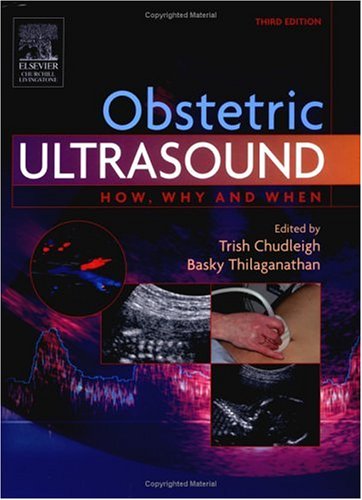 Copyrighted Material
THIRD EDITION
ELSEVIER
CHURCHILL
LIVINGSTONE
Obstetric
ULTRASOUND
HOW, WHY AND WHEN
Edited by
Trish Chudleigh
Basky Thilaganathan
Copyrighted Material